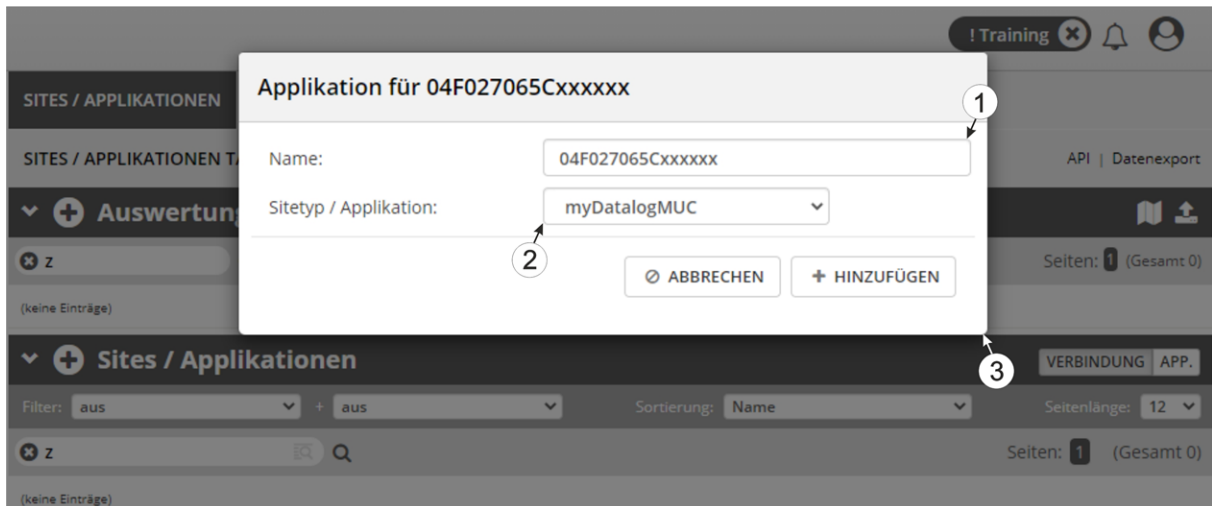 ! Training
Applikation für 04F027065Cxxxxxx
1
SITES / APPLIKATIONEN
SITES / APPLIKATIONEN T
Name: 04F027065Cxxxxxx
API | Datenexport
Sitetyp / Applikation: myDatalogMUC
Auswertun
2
z
Seiten: 1 (Gesamt 0)
ABBRECHEN HINZUFÜGEN
(keine Einträge)
Sites / Applikationen
3
VERBINDUNG APP.
Filter: aus + aus Sortierung: Name Seitenlänge: 12
z
Seiten: 1 (Gesamt 0)
(keine Einträge)